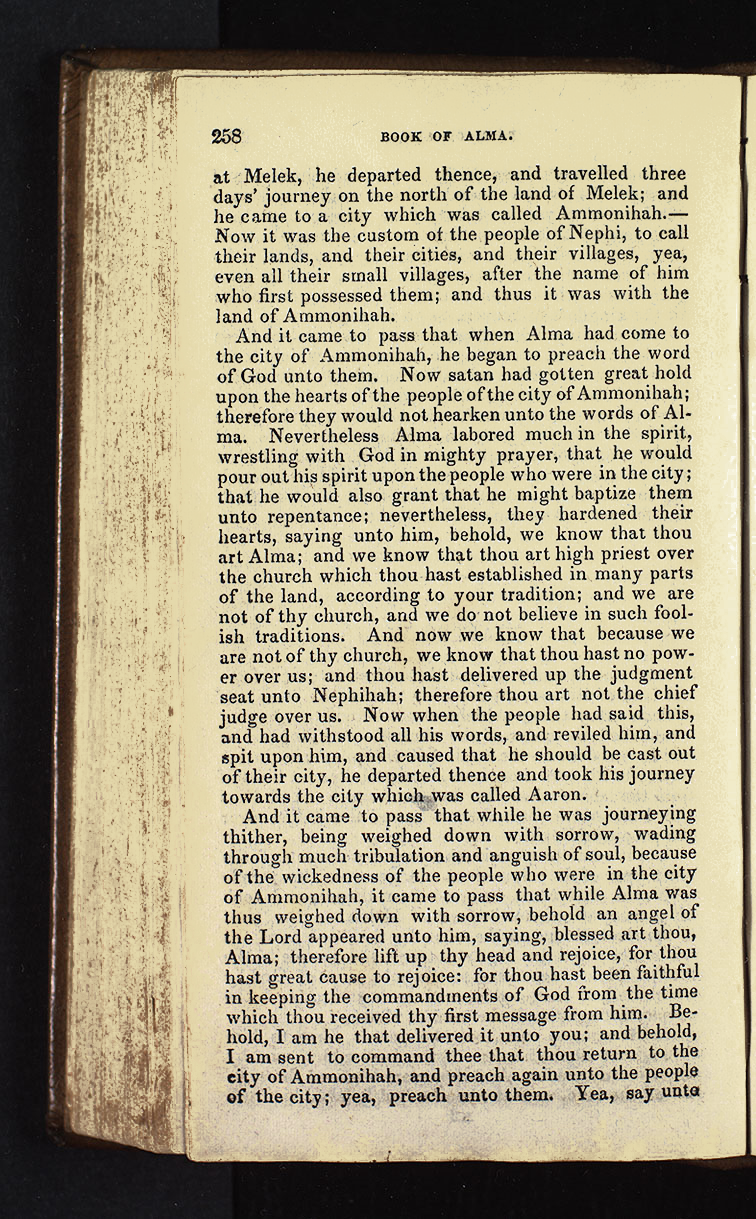 258 BOOK OF ALMA.
at Melek, he departed thence, and travelled three
days' journey on the north of the land of Melek; and
he came to a city which was called Ammonihah.—
Now it was the custom of the people of Nephi, to call
their lands, and their cities, and their villages, yea,
even all their small villages, after the name of him
who first possessed them; and thus it was with the
land of Ammonihah.
And it came to pass that when Alma had come to
the city of Ammonihah, he began to preach the word
of God unto them. Now satan had gotten great hold
upon the hearts of the people of the city of Ammonihah;
therefore they would not hearken unto the words of Al-
ma. Nevertheless Alma labored much in the spirit,
wrestling with God in mighty prayer, that he would
pour out his spirit upon the people who were in the city;
that he would also grant that he might baptize them
unto repentance; nevertheless, they hardened their
hearts, saying unto him, behold, we know that thou
art Alma; and we know that thou art high priest over
the church which thou hast established in many parts
of the land, according to your tradition; and we are
not of thy church, and we do not believe in such fool-
ish traditions. And now we know that because we
are not of thy church, we know that thou hast no pow-
er over us; and thou hast delivered up the judgment
seat unto Nephihah; therefore thou art not the chief
judge over us. Now when the people had said this,
and had withstood all his words, and reviled him, and
spit upon him, and caused that he should be cast out
of their city, he departed thence and took his journey
towards the city which was called Aaron.
And it came to pass that while he was journeying
thither, being weighed down with sorrow, wading
through much tribulation and anguish of soul, because
of the wickedness of the people who were in the city
of Ammonihah, it came to pass that while Alma was
thus weighed down with sorrow, behold an angel of
the Lord appeared unto him, saying, blessed art thou,
Alma; therefore lift up thy head and rejoice, for thou
hast great cause to rejoice: for thou hast been faithful
in keeping the commandments of God from the time
which thou received thy first message from him. Be-
hold, I am he that delivered it unto you; and behold,
I am sent to command thee that thou return to the
city of Ammonihah, and preach again unto the people
of the city; yea, preach unto them. Yea, say unto